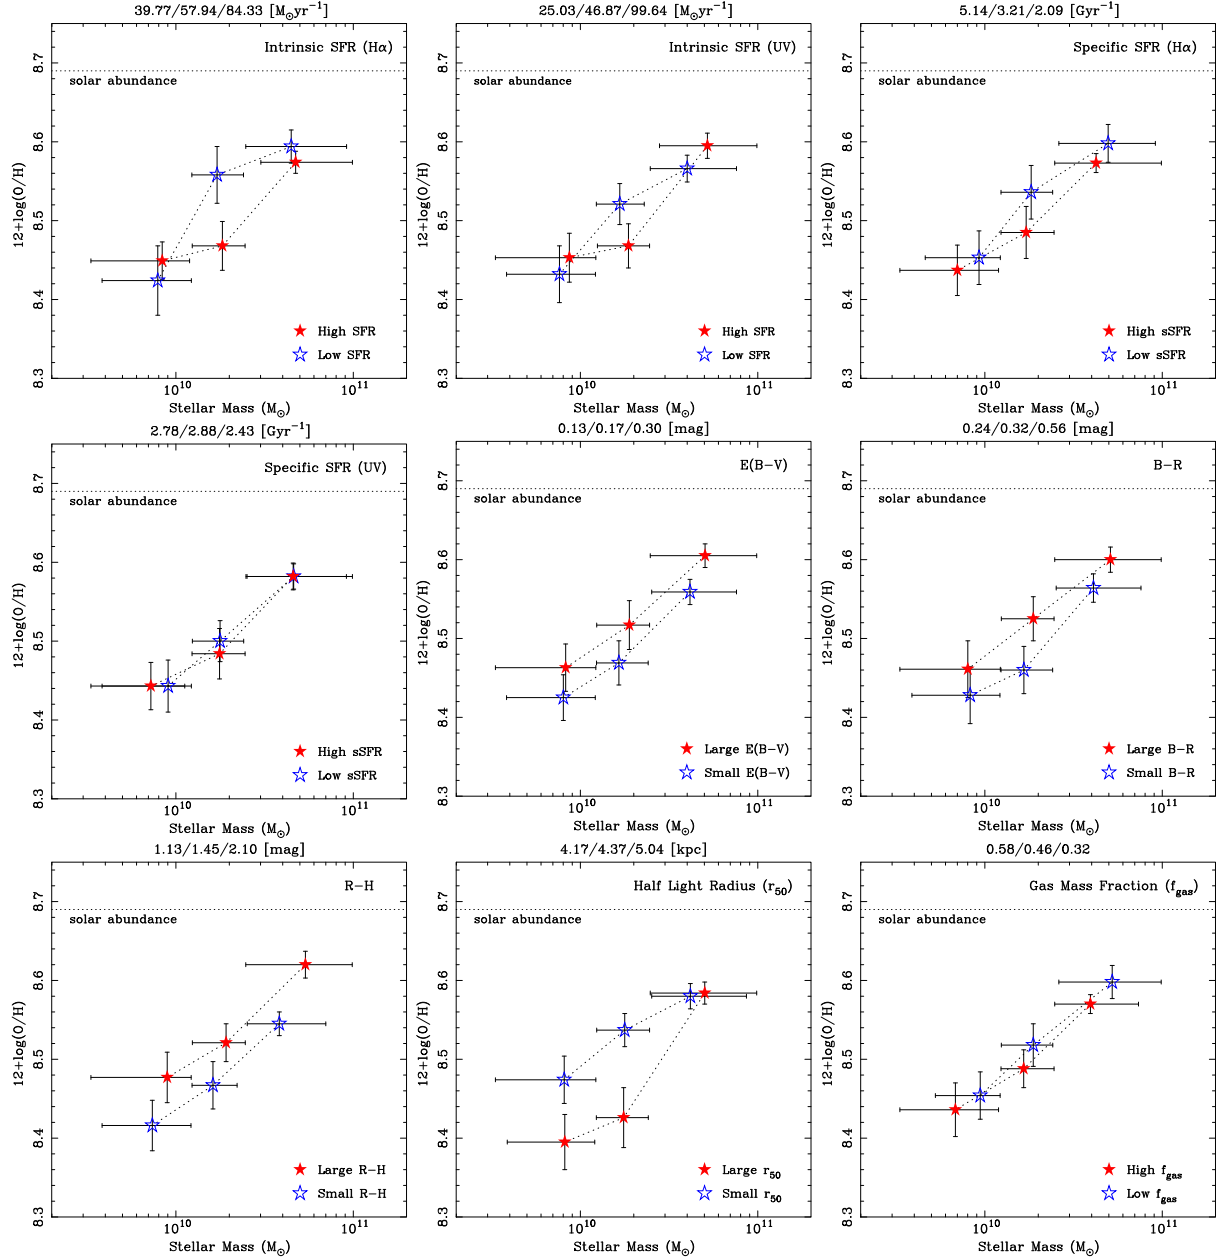 39.77/57.94/84.33 [M⊙yr⁻¹]
Intrinsic SFR (Hα)
solar abundance
12+log(O/H)
8.7
8.6
8.5
8.4
8.3
High SFR
Low SFR
10¹⁰ 10¹¹
Stellar Mass (M⊙)
25.03/46.87/99.64 [M⊙yr⁻¹]
Intrinsic SFR (UV)
solar abundance
12+log(O/H)
8.7
8.6
8.5
8.4
8.3
High SFR
Low SFR
10¹⁰ 10¹¹
Stellar Mass (M⊙)
5.14/3.21/2.09 [Gyr⁻¹]
Specific SFR (Hα)
solar abundance
12+log(O/H)
8.7
8.6
8.5
8.4
8.3
High sSFR
Low sSFR
10¹⁰ 10¹¹
Stellar Mass (M⊙)
2.78/2.88/2.43 [Gyr⁻¹]
Specific SFR (UV)
solar abundance
12+log(O/H)
8.7
8.6
8.5
8.4
8.3
High sSFR
Low sSFR
10¹⁰ 10¹¹
Stellar Mass (M⊙)
0.13/0.17/0.30 [mag]
E(B−V)
solar abundance
12+log(O/H)
8.7
8.6
8.5
8.4
8.3
Large E(B−V)
Small E(B−V)
10¹⁰ 10¹¹
Stellar Mass (M⊙)
0.24/0.32/0.56 [mag]
B−R
solar abundance
12+log(O/H)
8.7
8.6
8.5
8.4
8.3
Large B−R
Small B−R
10¹⁰ 10¹¹
Stellar Mass (M⊙)
1.13/1.45/2.10 [mag]
R−H
solar abundance
12+log(O/H)
8.7
8.6
8.5
8.4
8.3
Large R−H
Small R−H
10¹⁰ 10¹¹
Stellar Mass (M⊙)
4.17/4.37/5.04 [kpc]
Half Light Radius (r₅₀)
solar abundance
12+log(O/H)
8.7
8.6
8.5
8.4
8.3
Large r₅₀
Small r₅₀
10¹⁰ 10¹¹
Stellar Mass (M⊙)
0.58/0.46/0.32
Gas Mass Fraction (f_gas)
solar abundance
12+log(O/H)
8.7
8.6
8.5
8.4
8.3
High f_gas
Low f_gas
10¹⁰ 10¹¹
Stellar Mass (M⊙)